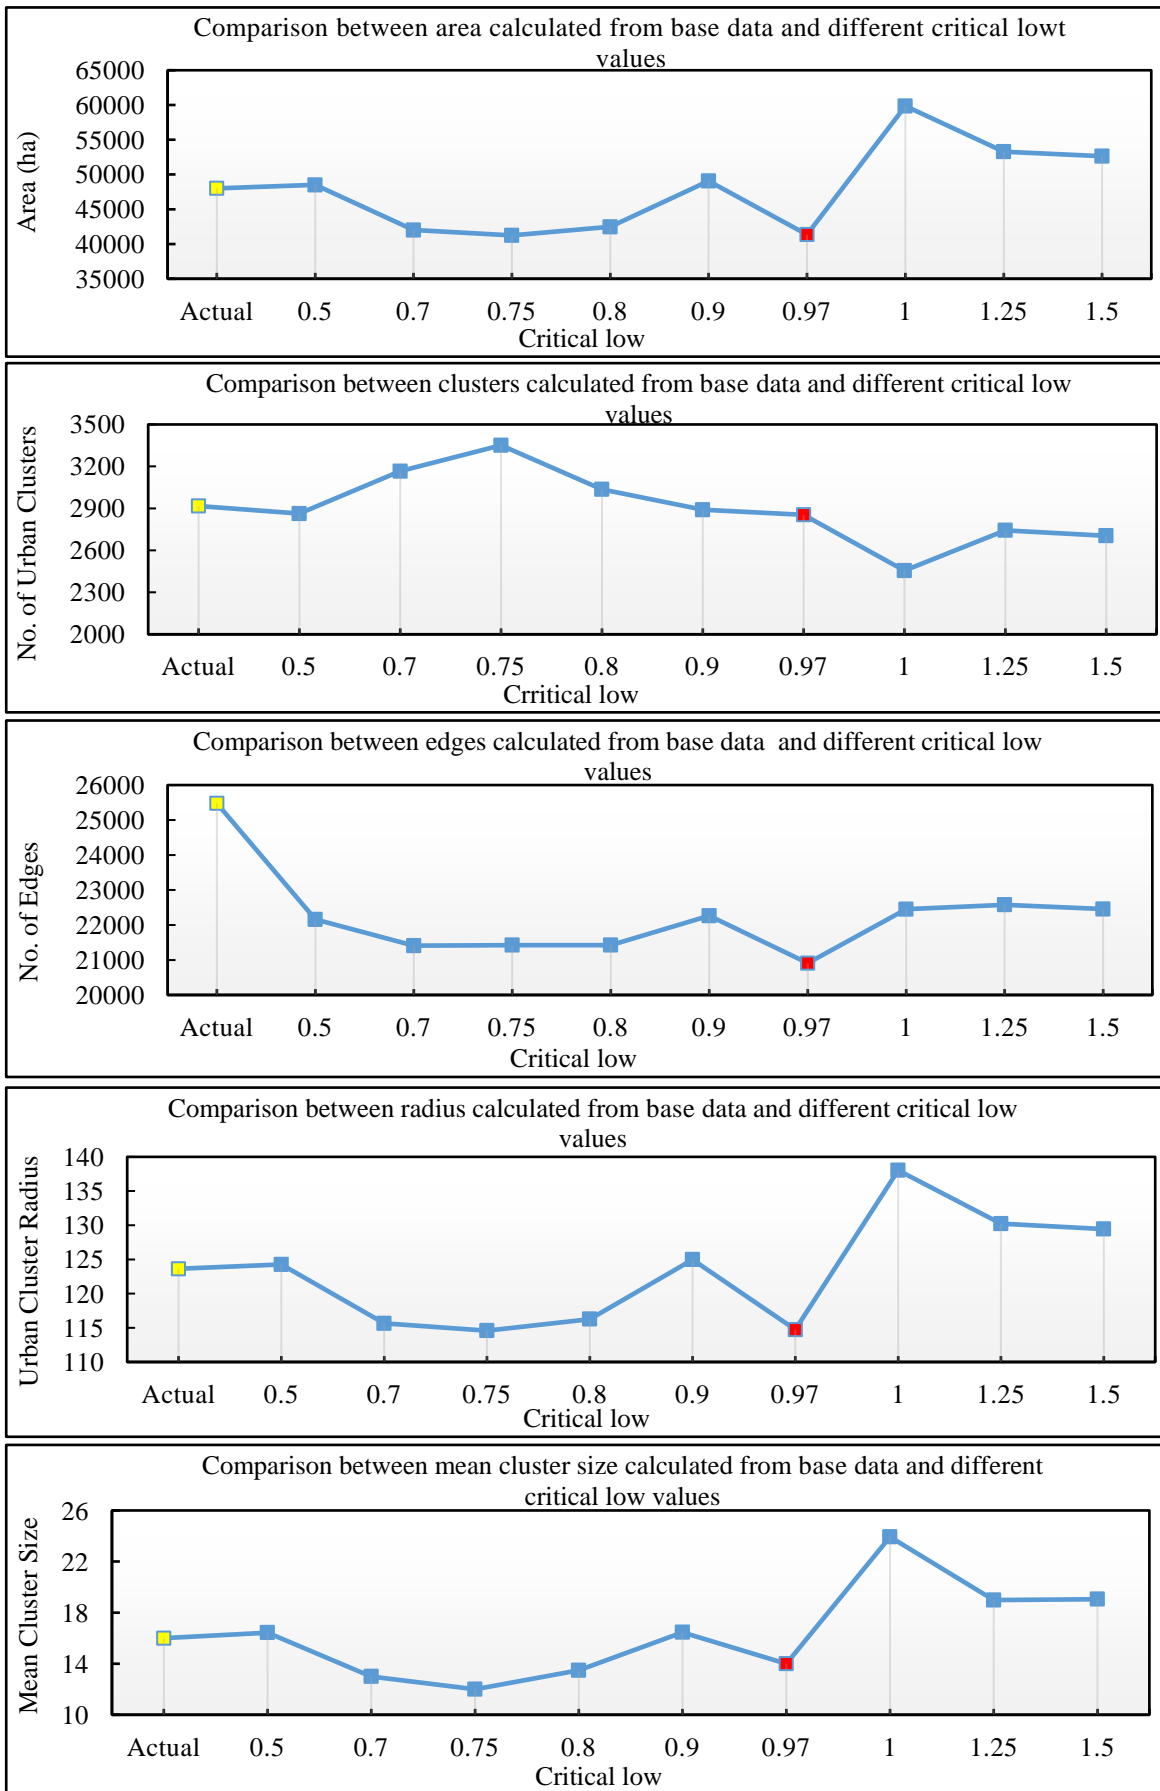 Comparison between area calculated from base data and different critical lowt
values
Area (ha)
65000
60000
55000
50000
45000
40000
35000
Actual 0.5 0.7 0.75 0.8 0.9 0.97 1 1.25 1.5
Critical low
Comparison between clusters calculated from base data and different critical low
values
No. of Urban Clusters
3500
3200
2900
2600
2300
2000
Actual 0.5 0.7 0.75 0.8 0.9 0.97 1 1.25 1.5
Crritical low
Comparison between edges calculated from base data and different critical low
values
No. of Edges
26000
25000
24000
23000
22000
21000
20000
Actual 0.5 0.7 0.75 0.8 0.9 0.97 1 1.25 1.5
Critical low
Comparison between radius calculated from base data and different critical low
values
Urban Cluster Radius
140
135
130
125
120
115
110
Actual 0.5 0.7 0.75 0.8 0.9 0.97 1 1.25 1.5
Critical low
Comparison between mean cluster size calculated from base data and different
critical low values
Mean Cluster Size
26
22
18
14
10
Actual 0.5 0.7 0.75 0.8 0.9 0.97 1 1.25 1.5
Critical low